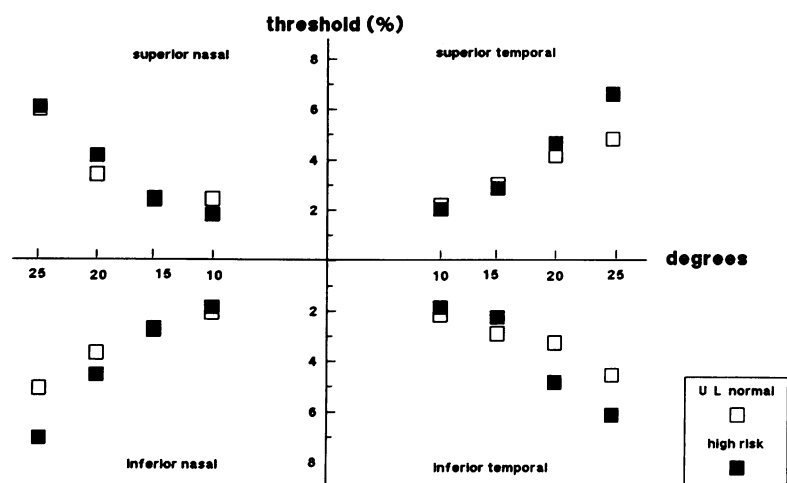 threshold (%)
superior nasal
superior temporal
8
6
4
2
25 20 15 10
10 15 20 25
degrees
2
4
6
8
inferior nasal
inferior temporal
U L normal
high risk